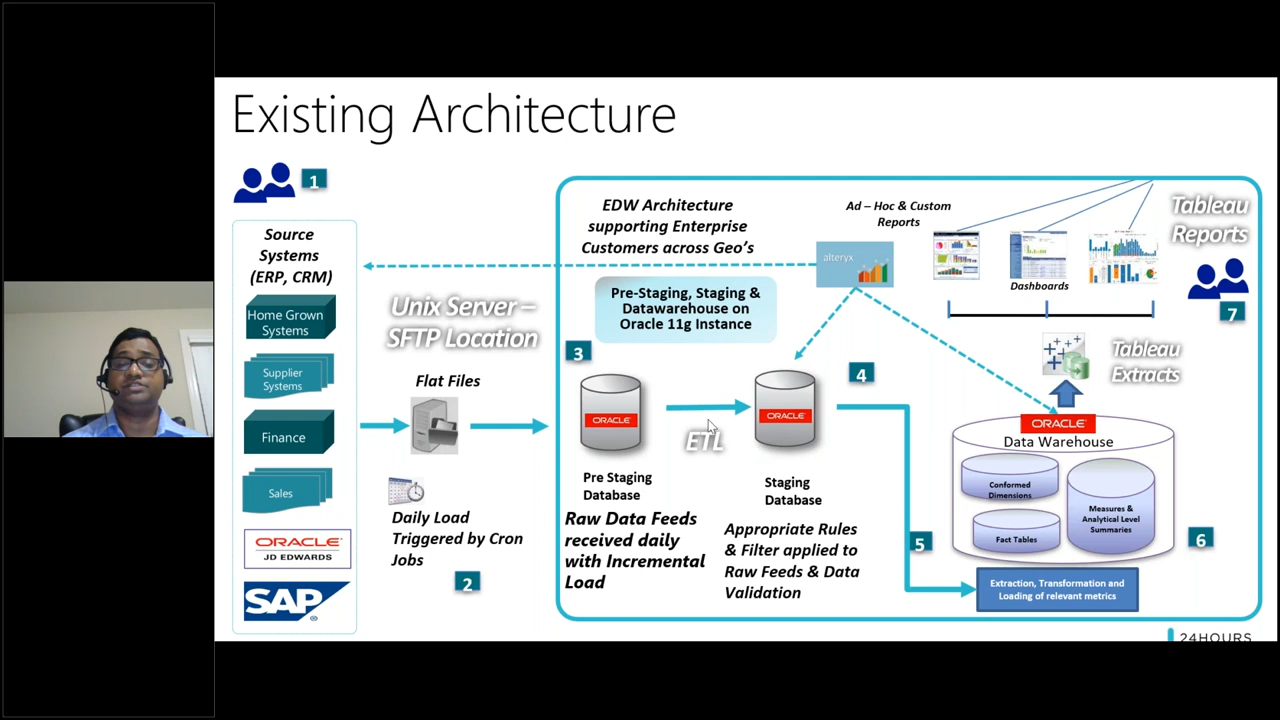 Existing Architecture
1
Source
Systems
(ERP, CRM)
Home Grown
Systems
Supplier
Systems
Finance
Sales
ORACLE
JD EDWARDS
SAP
Unix Server –
SFTP Location
Flat Files
Daily Load
Triggered by Cron
Jobs
2
EDW Architecture
supporting Enterprise
Customers across Geo's
Pre-Staging, Staging &
Datawarehouse on
Oracle 11g Instance
3
ORACLE
Pre Staging
Database
Raw Data Feeds
received daily
with Incremental
Load
ETL
4
ORACLE
Staging
Database
Appropriate Rules
& Filter applied to
Raw Feeds & Data
Validation
5
Ad – Hoc & Custom
Reports
alteryx
Dashboards
Tableau
Reports
7
Tableau
Extracts
ORACLE
Data Warehouse
Conformed
Dimensions
Fact Tables
Measures &
Analytical Level
Summaries
6
Extraction, Transformation and
Loading of relevant metrics
24HOURS